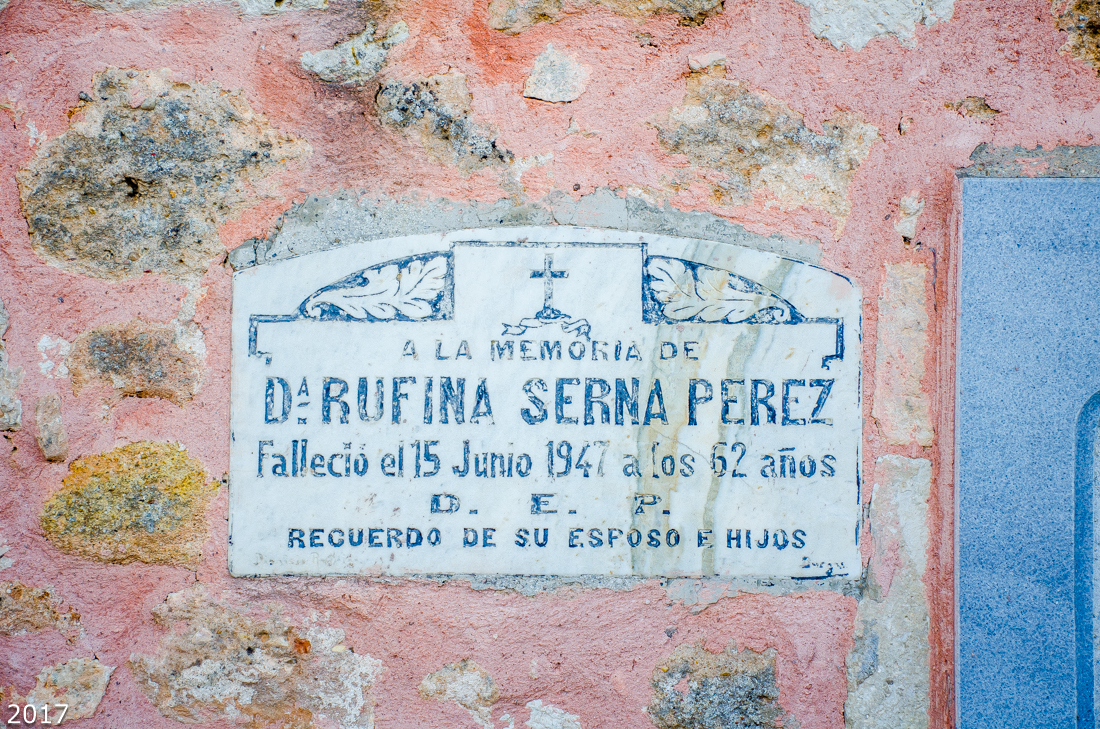 A LA MEMORIA DE
Dª. RUFINA SERNA PEREZ
Falleció el 15 Junio 1947 a los 62 años
D. E. P.
RECUERDO DE SU ESPOSO E HIJOS
2017